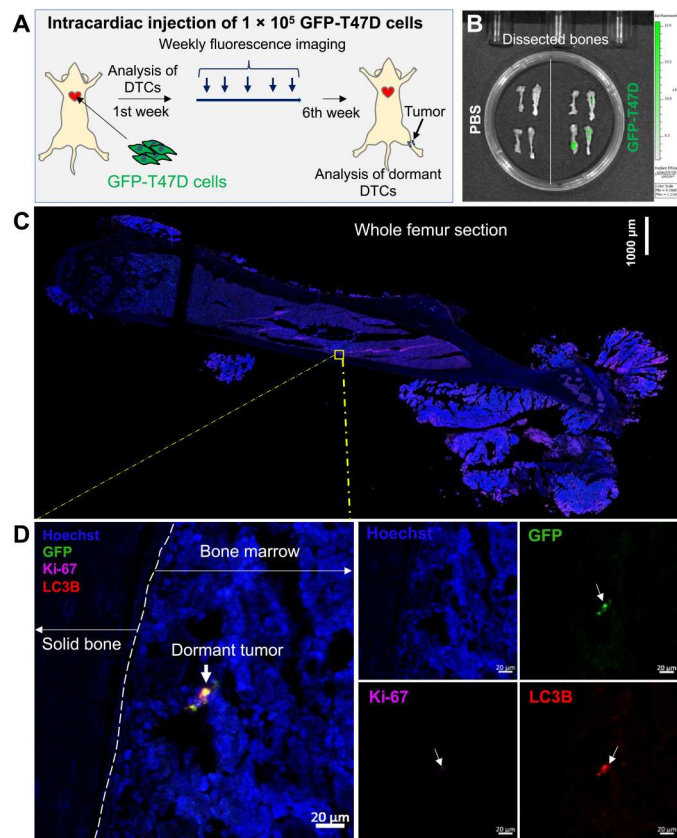 A
Intracardiac injection of 1 × 10⁵ GFP-T47D cells
Weekly fluorescence imaging
Analysis of
DTCs
1st week
6th week
Tumor
GFP-T47D cells
Analysis of dormant
DTCs
B
Dissected bones
PBS
GFP-T47D
C
Whole femur section
1000 μm
D
Hoechst
GFP
Ki-67
LC3B
Bone marrow
Solid bone
Dormant tumor
20 μm
Hoechst
20 μm
GFP
20 μm
Ki-67
20 μm
LC3B
20 μm